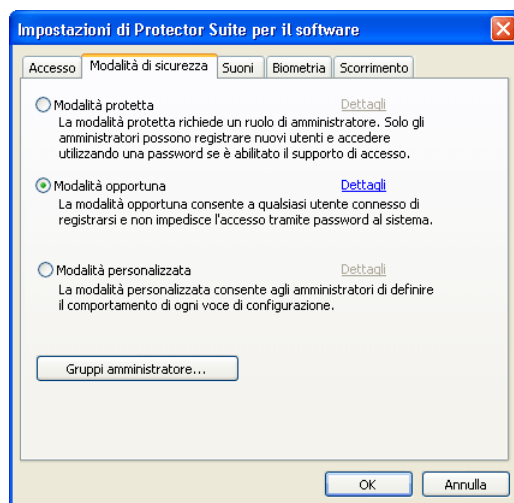 Impostazioni di Protector Suite per il software
Accesso Modalità di sicurezza Suoni Biometria Scorrimento
Modalità protetta Dettagli
La modalità protetta richiede un ruolo di amministratore. Solo gli
amministratori possono registrare nuovi utenti e accedere
utilizzando una password se è abilitato il supporto di accesso.
Modalità opportuna Dettagli
La modalità opportuna consente a qualsiasi utente connesso di
registrarsi e non impedisce l'accesso tramite password al sistema.
Modalità personalizzata Dettagli
La modalità personalizzata consente agli amministratori di definire
il comportamento di ogni voce di configurazione.
Gruppi amministratore...
OK Annulla